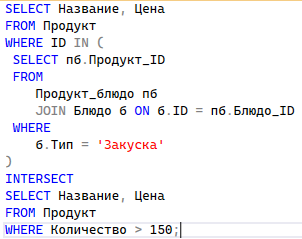 SELECT Название, Цена
FROM Продукт
WHERE ID IN (
SELECT пб.Продукт_ID
FROM
Продукт_блюдо пб
JOIN Блюдо б ON б.ID = пб.Блюдо_ID
WHERE
б.Тип = 'Закуска'
)
INTERSECT
SELECT Название, Цена
FROM Продукт
WHERE Количество > 150;